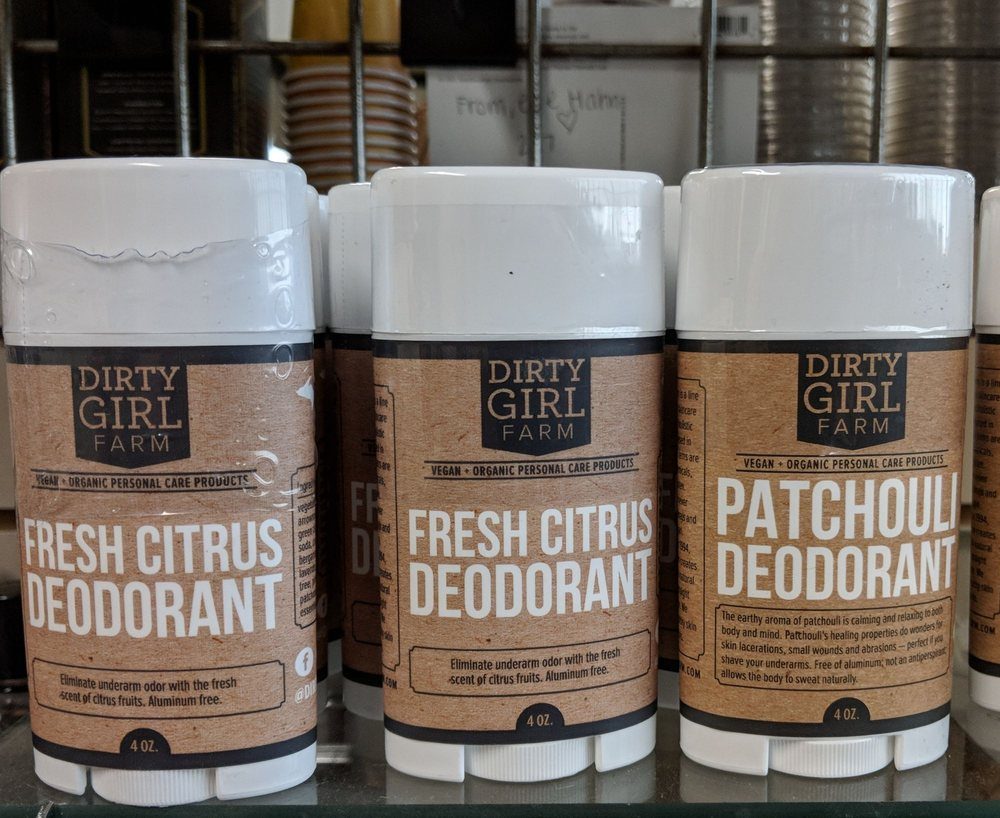 From,
Hahn
DIRTY
GIRL
FARM
VEGAN + ORGANIC PERSONAL CARE PRODUCTS
FRESH CITRUS
DEODORANT
Eliminate underarm odor with the fresh
scent of citrus fruits. Aluminum free.
4 OZ.
DIRTY
GIRL
FARM
VEGAN + ORGANIC PERSONAL CARE PRODUCTS
FRESH CITRUS
DEODORANT
Eliminate underarm odor with the fresh
scent of citrus fruits. Aluminum free.
4 OZ.
DIRTY
GIRL
FARM
VEGAN + ORGANIC PERSONAL CARE PRODUCTS
PATCHOULI
DEODORANT
The earthy aroma of patchouli is calming and relaxing to both
body and mind. Patchouli's healing properties do wonders for
skin lacerations, small wounds and abrasions – perfect if you
shave your underarms. Free of aluminum; not an antiperspirant
allows the body to sweat naturally.
4 OZ.